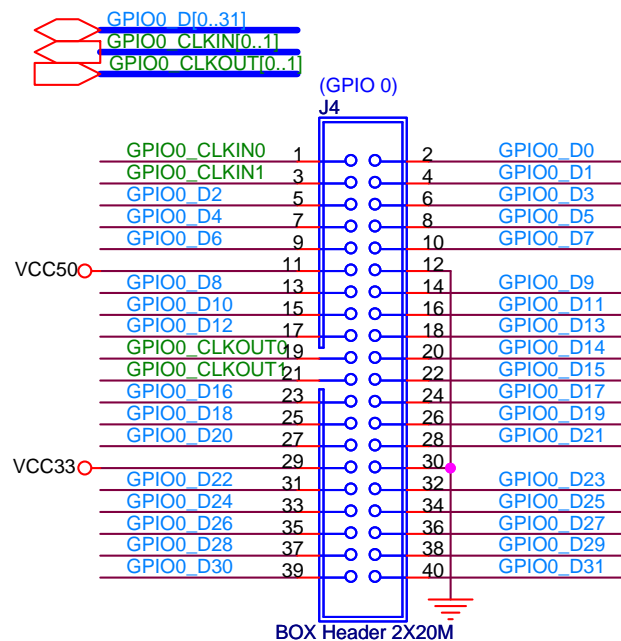 GPIO0_D[0..31]
GPIO0_CLKIN[0..1]
GPIO0_CLKOUT[0..1]
(GPIO 0)
J4
GPIO0_CLKIN0 1 2 GPIO0_D0
GPIO0_CLKIN1 3 4 GPIO0_D1
GPIO0_D2 5 6 GPIO0_D3
GPIO0_D4 7 8 GPIO0_D5
GPIO0_D6 9 10 GPIO0_D7
VCC50 11 12
GPIO0_D8 13 14 GPIO0_D9
GPIO0_D10 15 16 GPIO0_D11
GPIO0_D12 17 18 GPIO0_D13
GPIO0_CLKOUT0 19 20 GPIO0_D14
GPIO0_CLKOUT1 21 22 GPIO0_D15
GPIO0_D16 23 24 GPIO0_D17
GPIO0_D18 25 26 GPIO0_D19
GPIO0_D20 27 28 GPIO0_D21
VCC33 29 30
GPIO0_D22 31 32 GPIO0_D23
GPIO0_D24 33 34 GPIO0_D25
GPIO0_D26 35 36 GPIO0_D27
GPIO0_D28 37 38 GPIO0_D29
GPIO0_D30 39 40 GPIO0_D31
BOX Header 2X20M